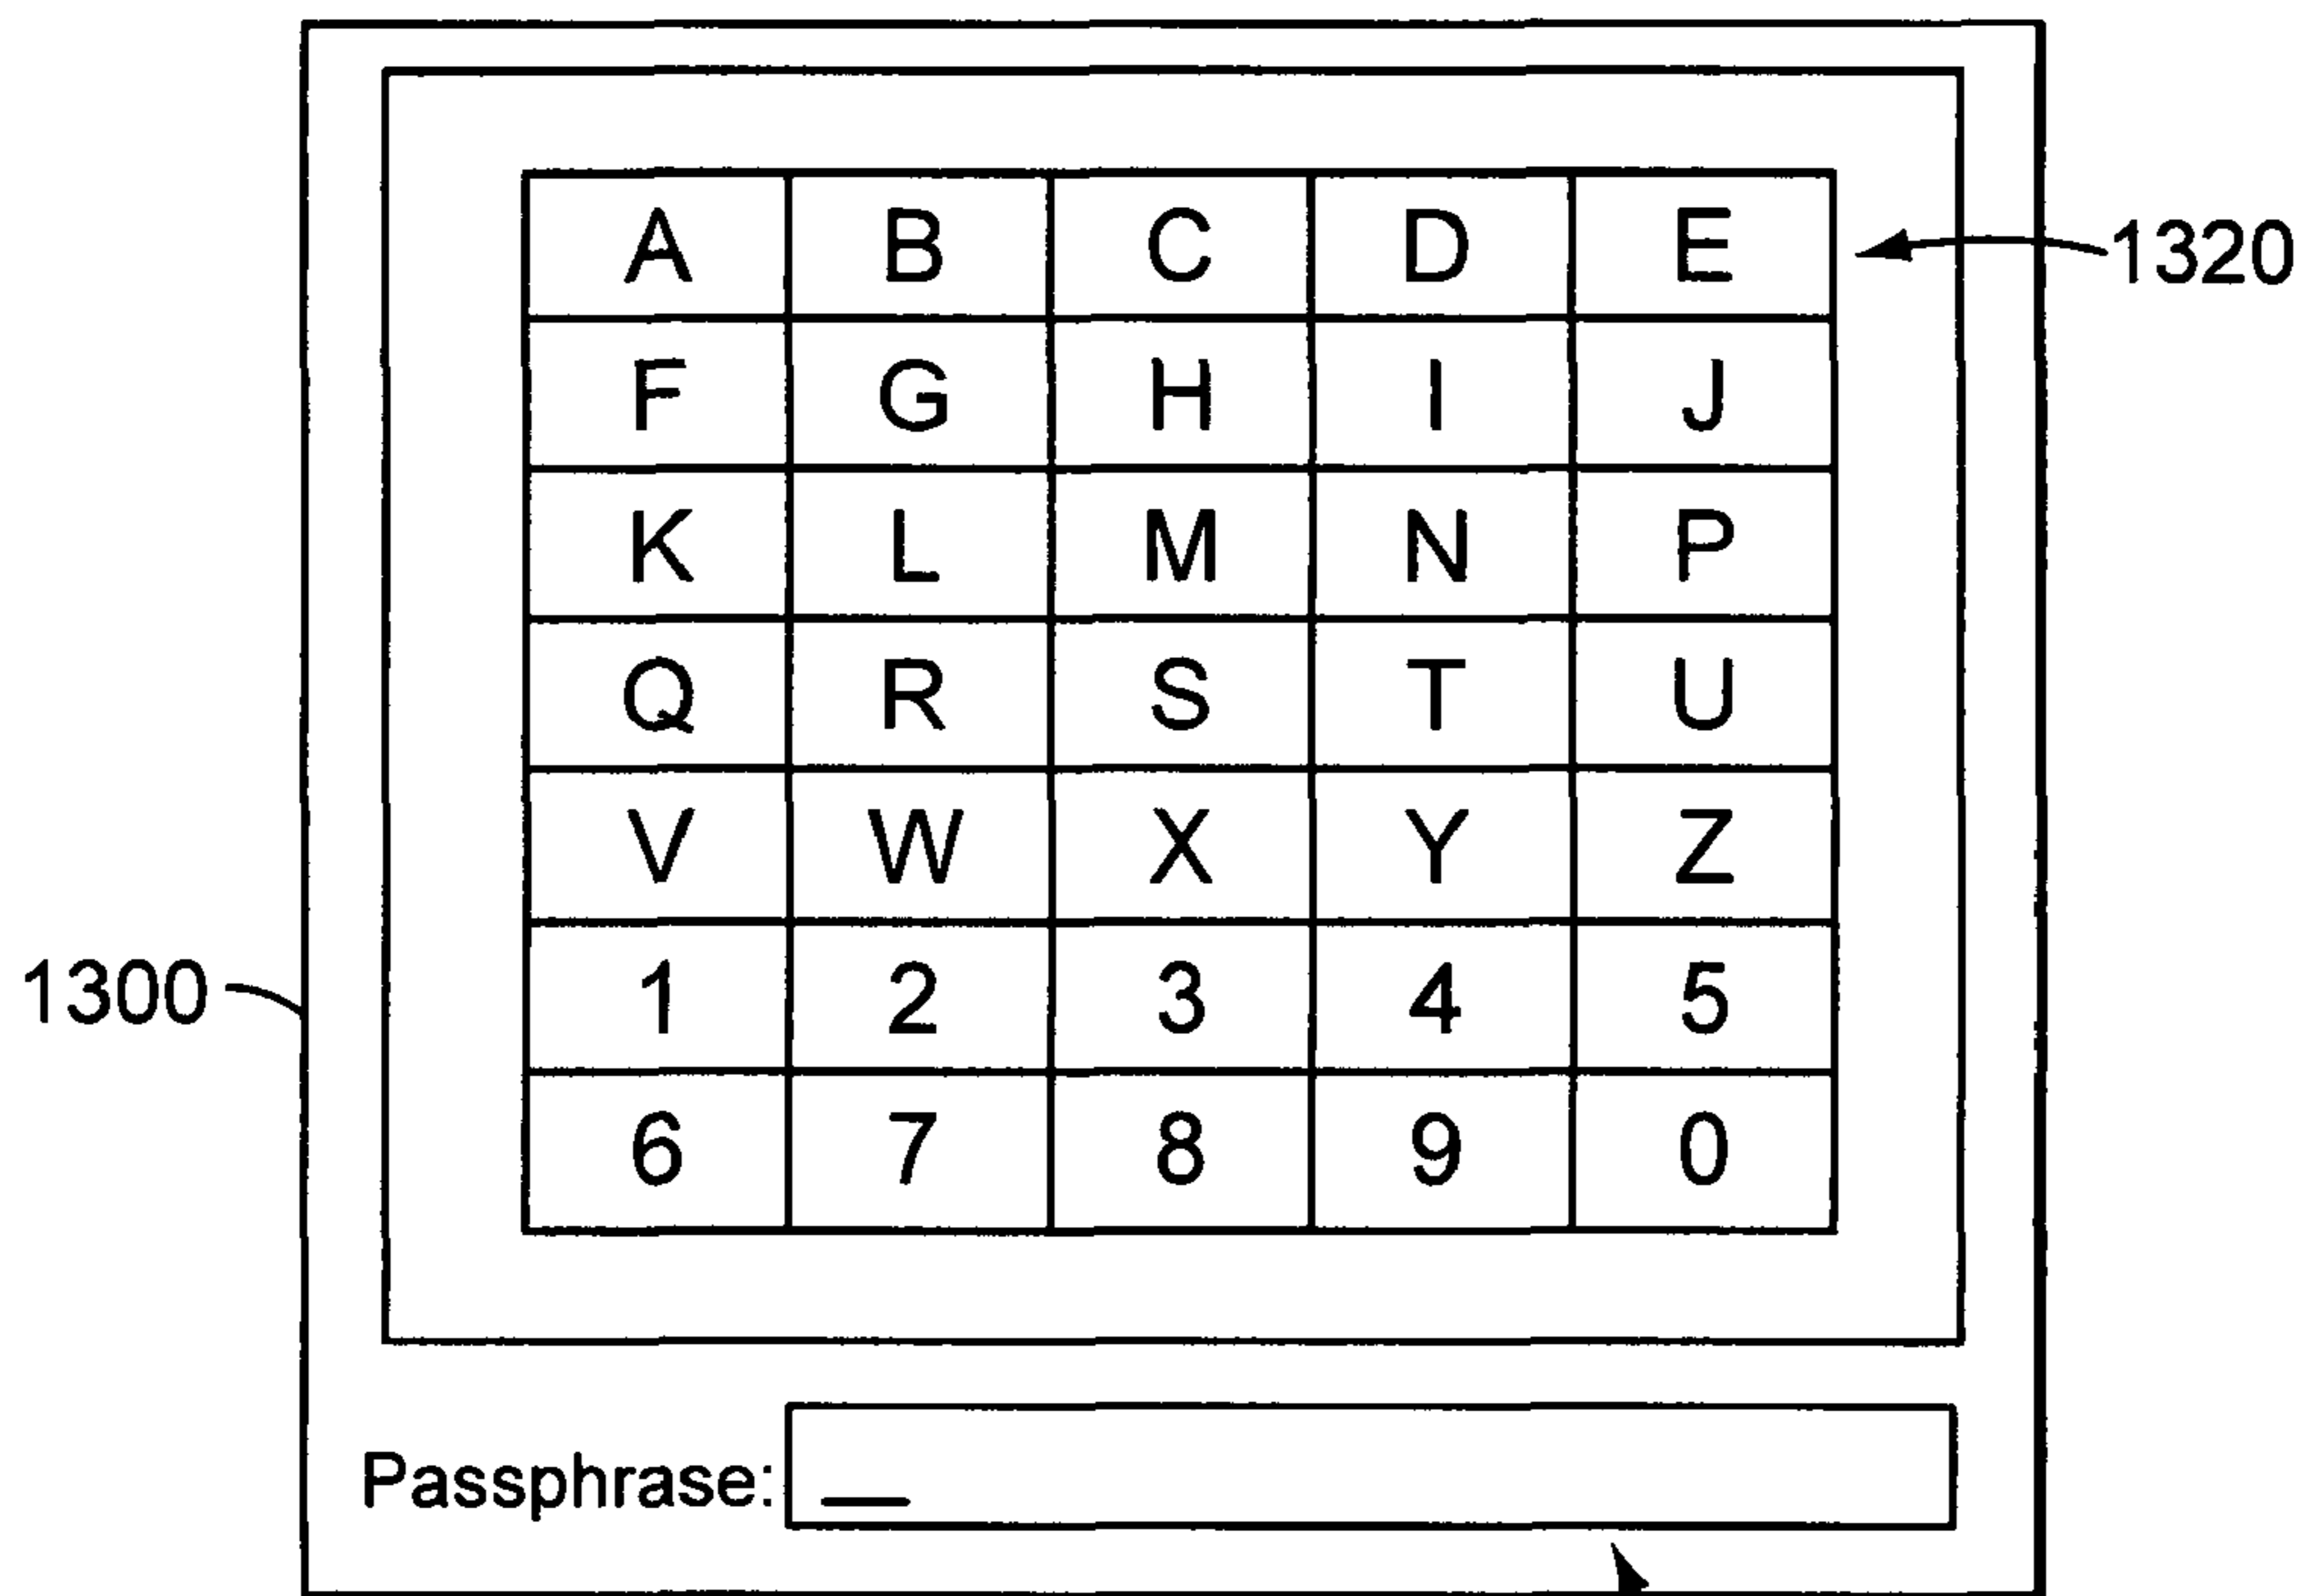 A B C D E 1320
F G H I J
K L M N P
Q R S T U
V W X Y Z
1300 1 2 3 4 5
6 7 8 9 0
Passphrase: